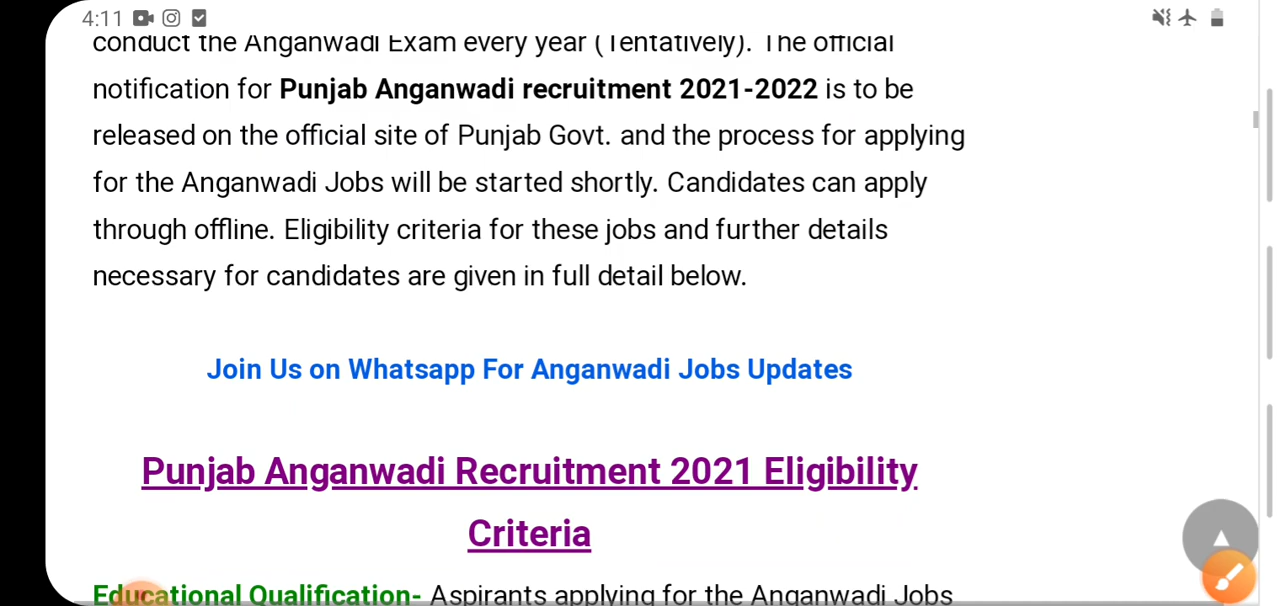 4:11
conduct the Anganwadi Exam every year (Tentatively). The official
notification for Punjab Anganwadi recruitment 2021-2022 is to be
released on the official site of Punjab Govt. and the process for applying
for the Anganwadi Jobs will be started shortly. Candidates can apply
through offline. Eligibility criteria for these jobs and further details
necessary for candidates are given in full detail below.
Join Us on Whatsapp For Anganwadi Jobs Updates
Punjab Anganwadi Recruitment 2021 Eligibility
Criteria
Educational Qualification- Aspirants applying for the Anganwadi Jobs